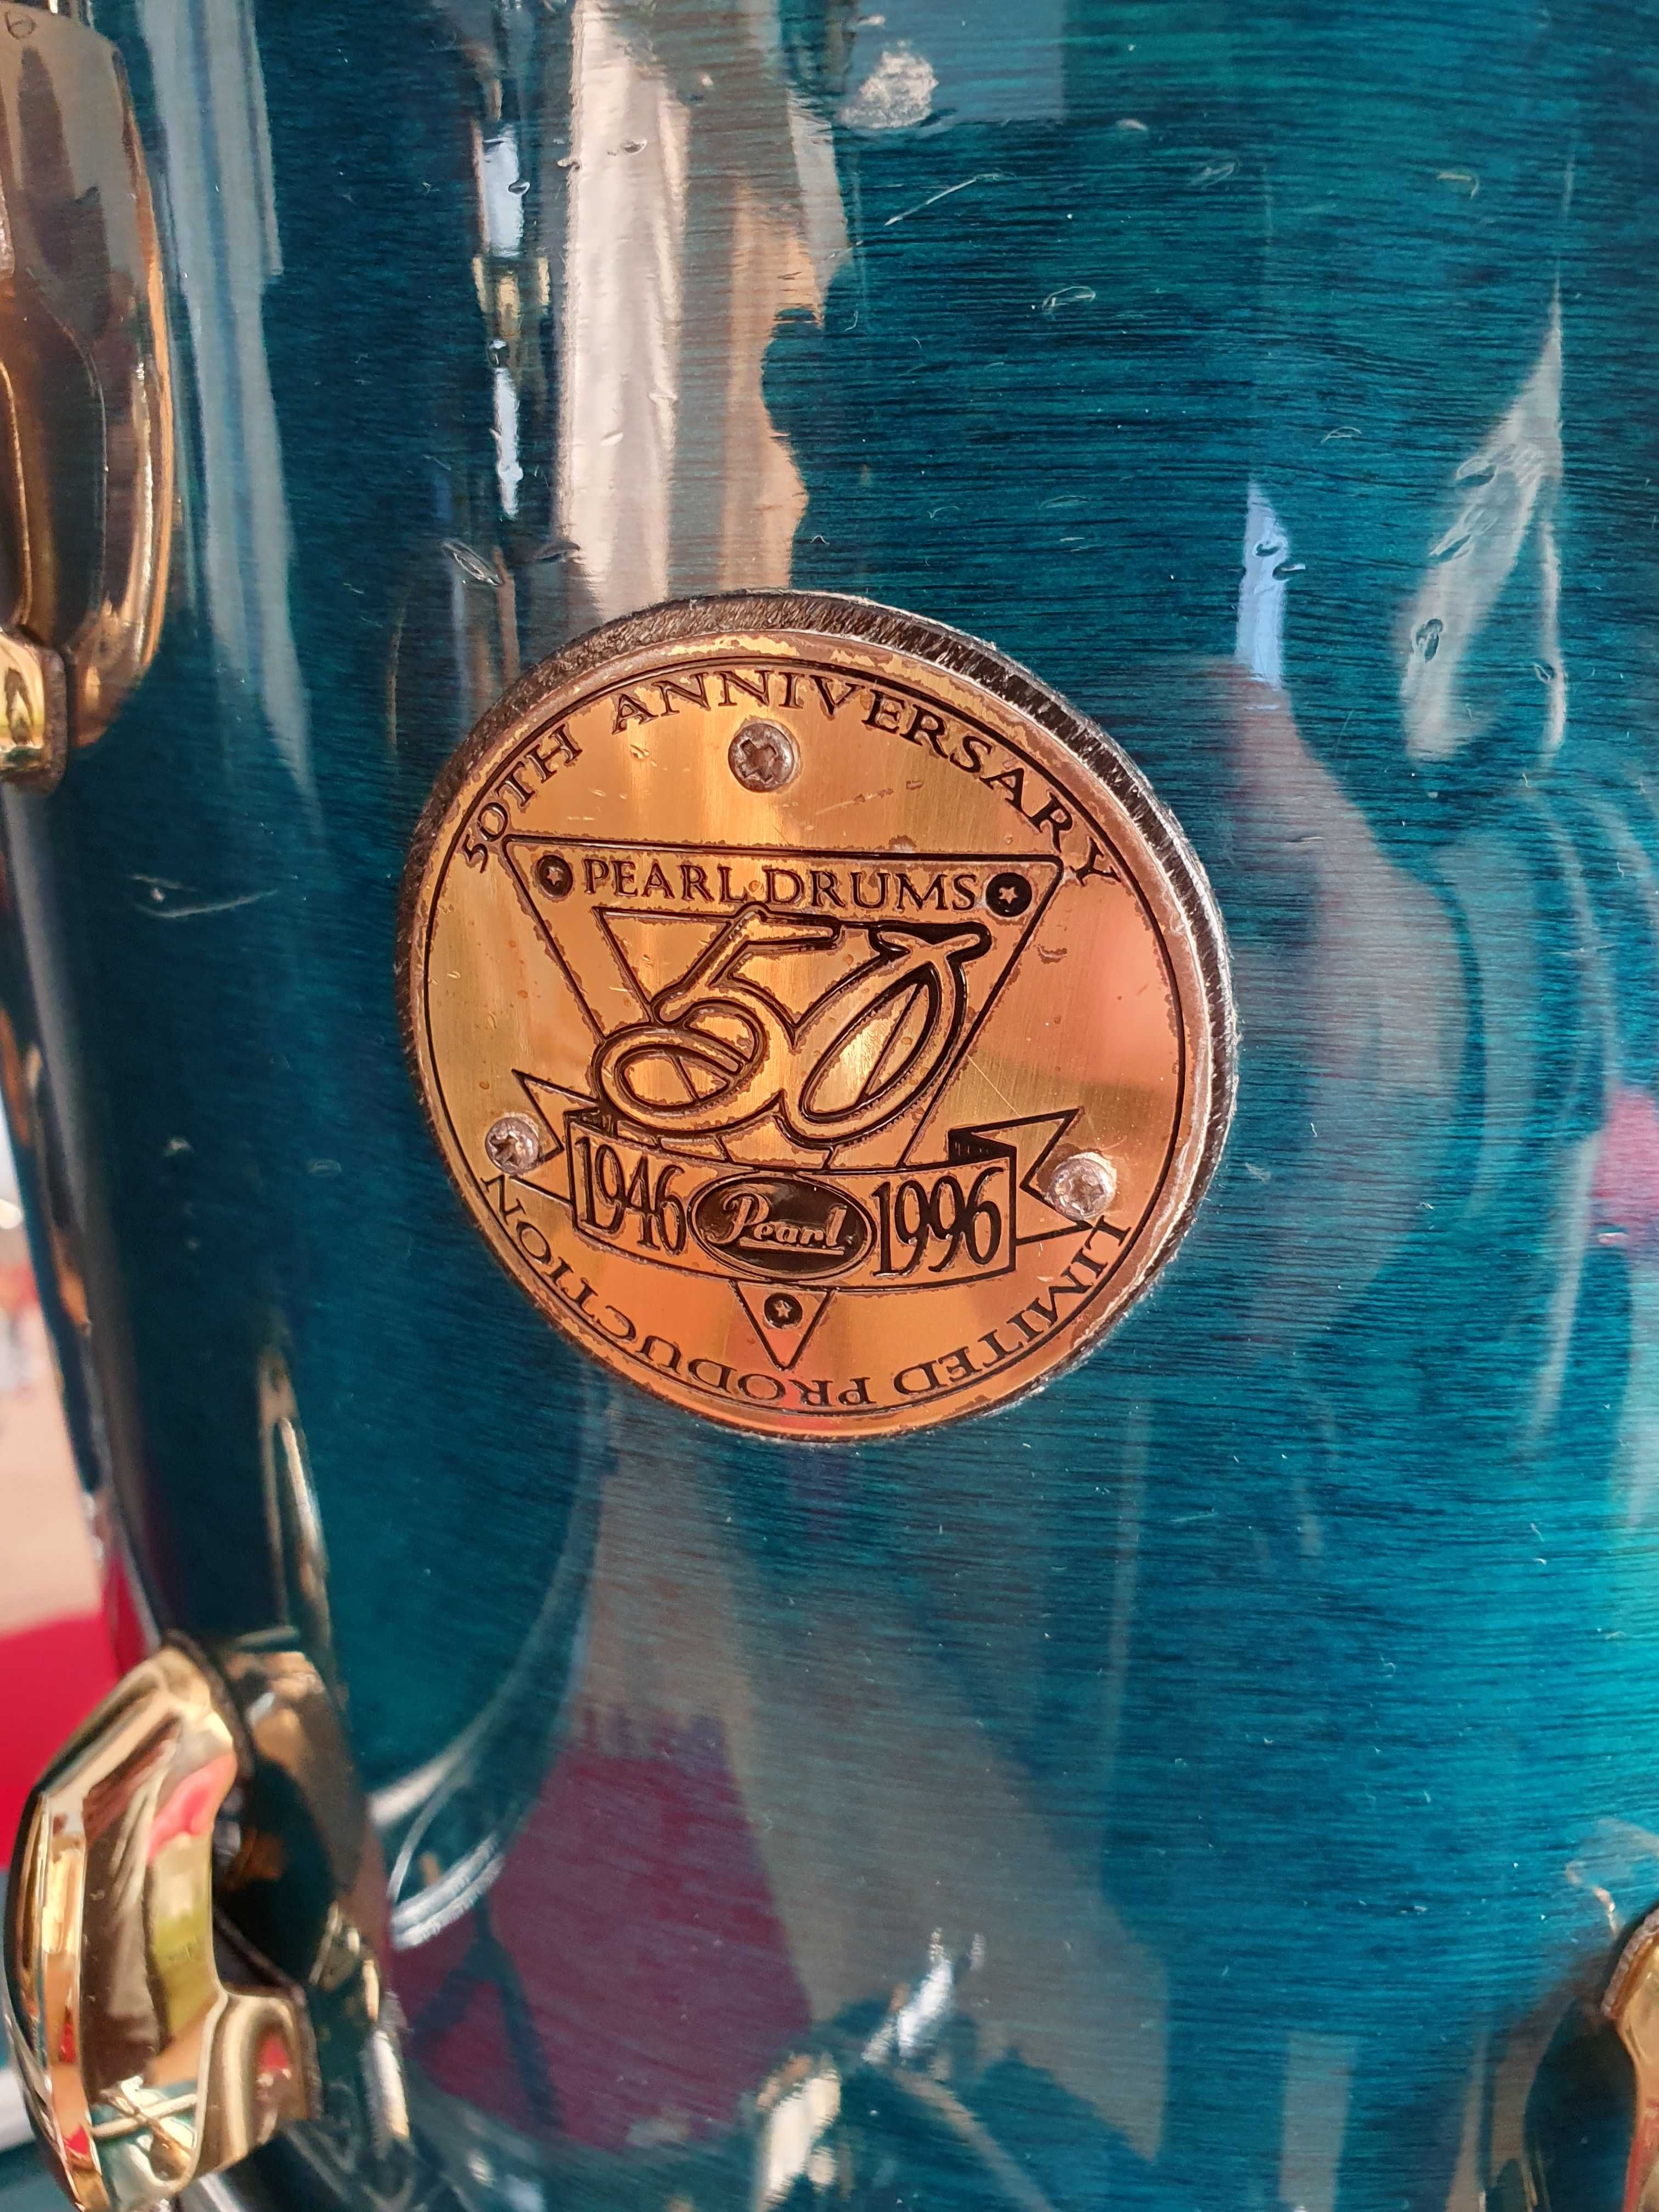 50TH ANNIVERSARY
PEARL DRUMS
50
1946 Pearl 1996
LIMITED PRODUCTION